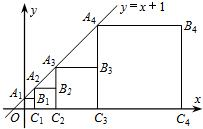 y
A₄ y = x + 1
B₄
A₃ B₃
A₂ B₂
A₁ B₁
O C₁ C₂ C₃ C₄ x